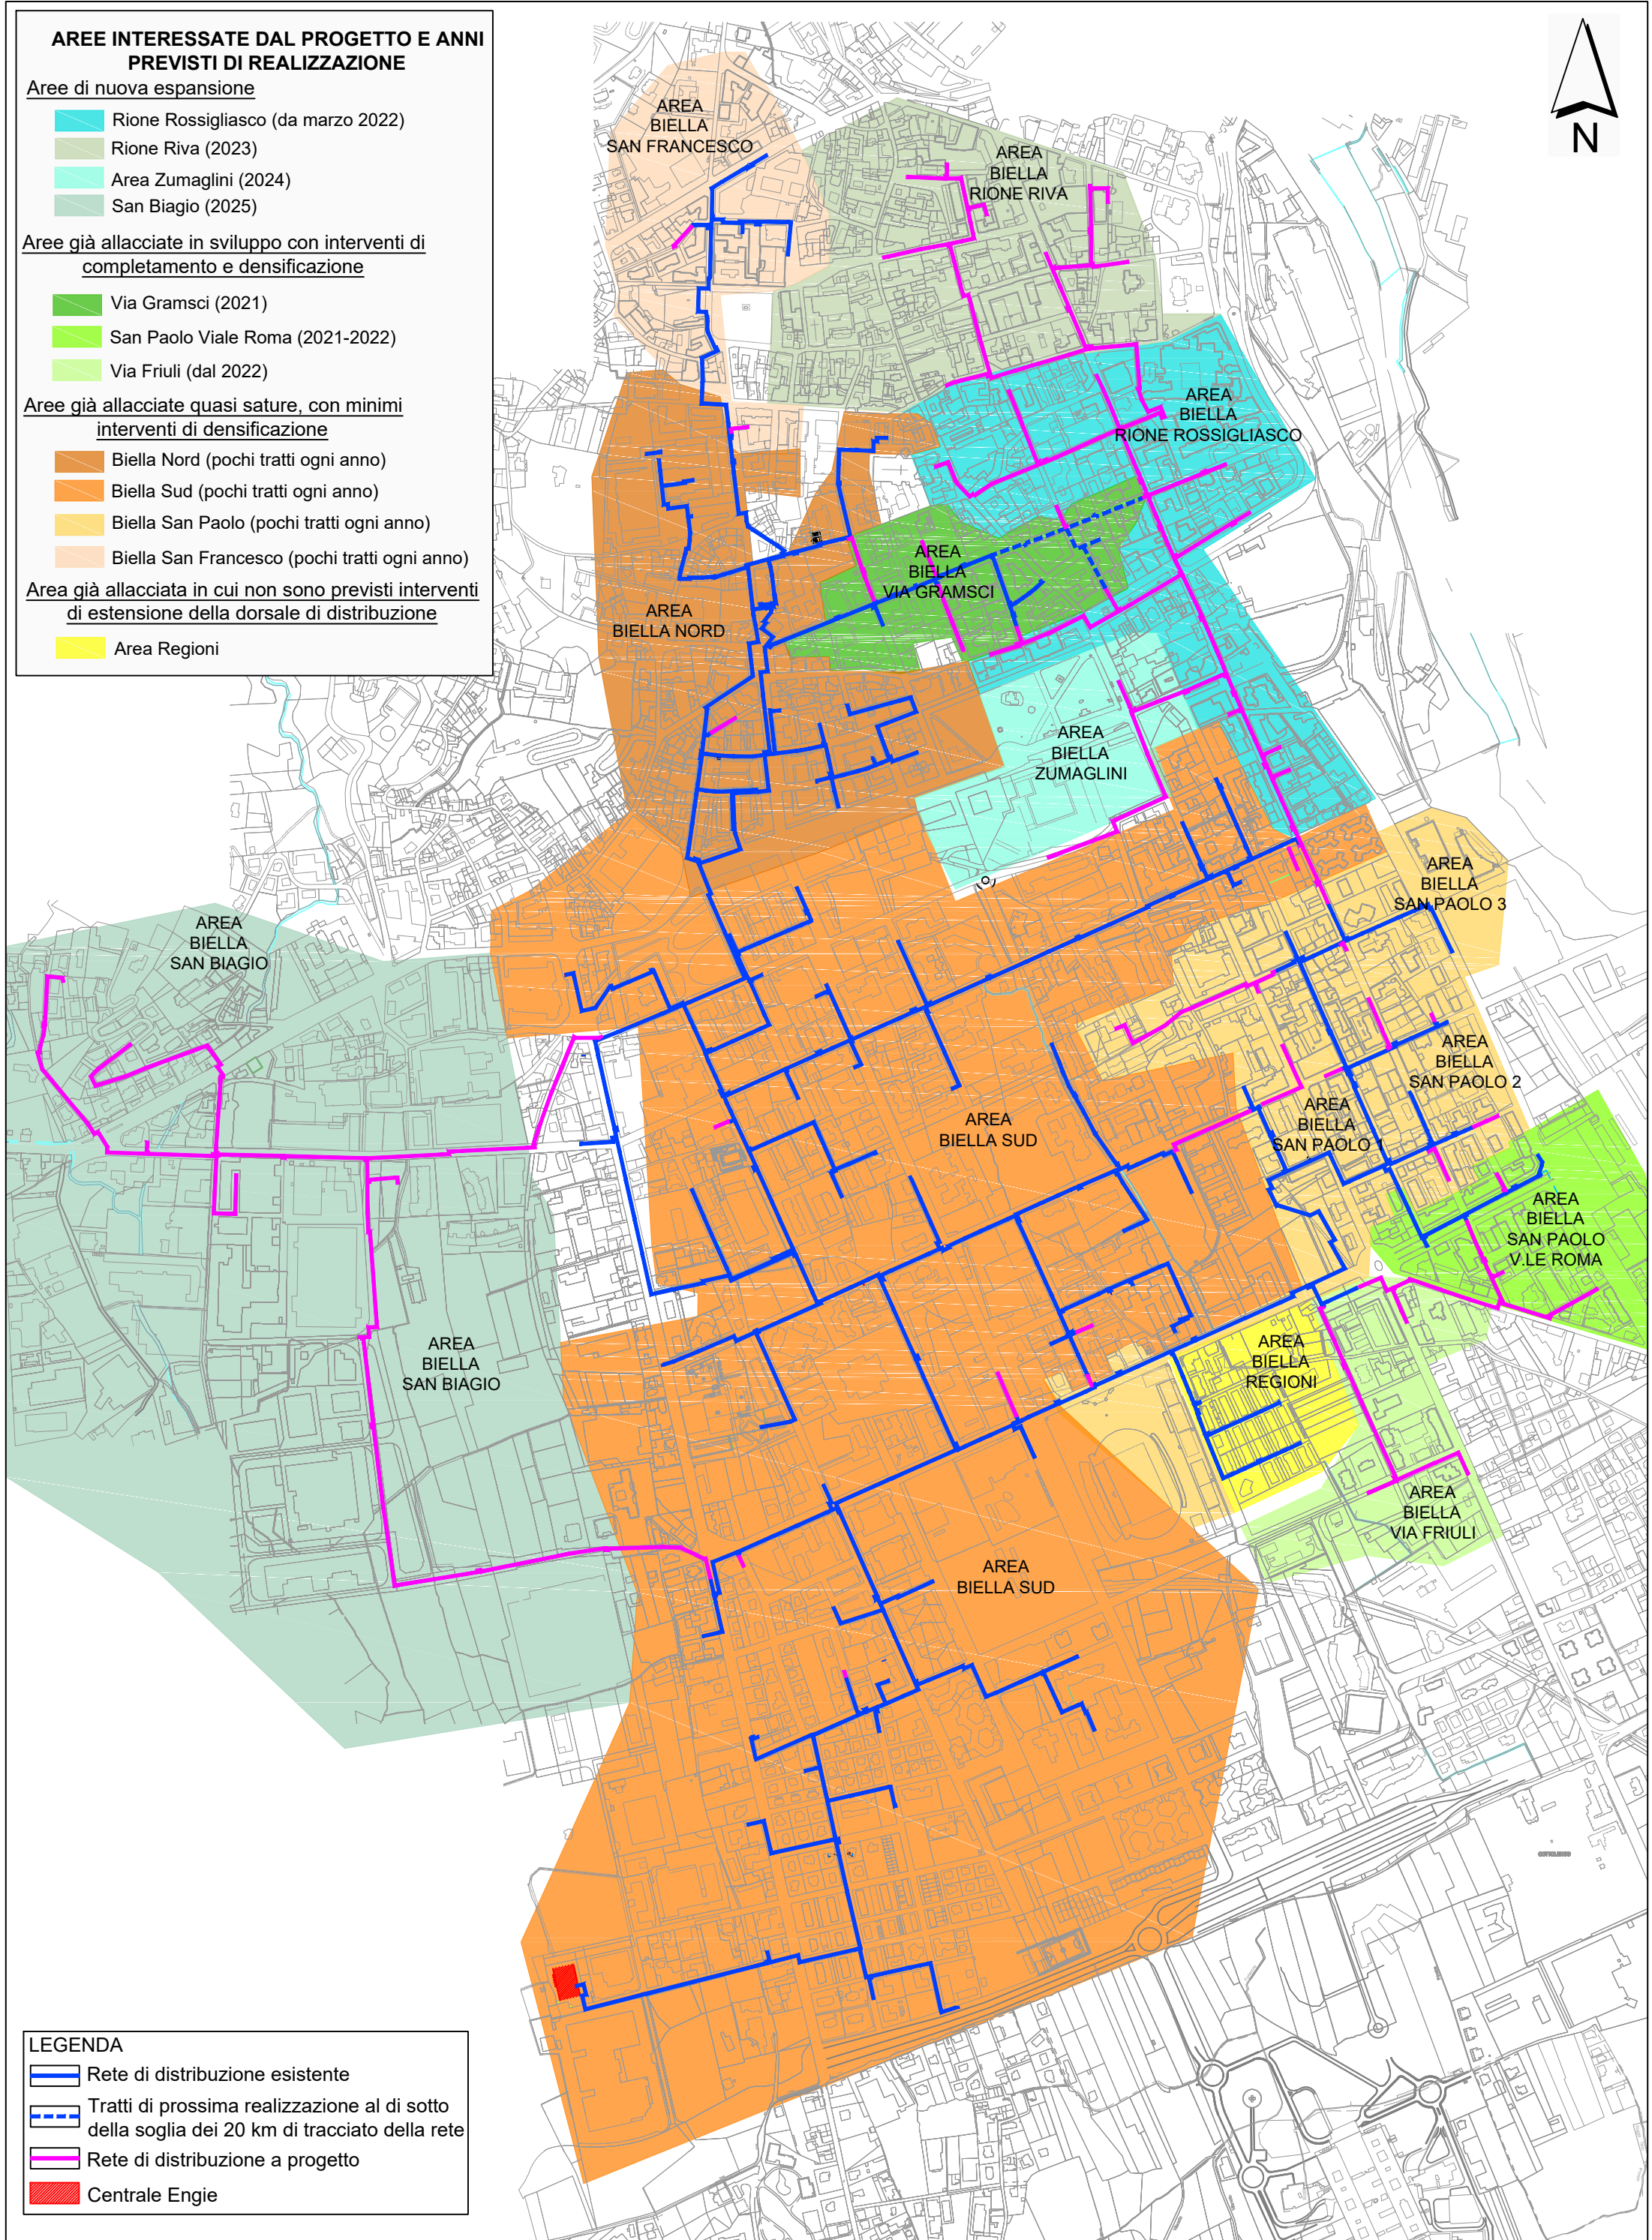 AREE INTERESSATE DAL PROGETTO E ANNI
PREVISTI DI REALIZZAZIONE
Aree di nuova espansione
Rione Rossigliasco (da marzo 2022)
Rione Riva (2023)
Area Zumaglini (2024)
San Biagio (2025)
Aree già allacciate in sviluppo con interventi di
completamento e densificazione
Via Gramsci (2021)
San Paolo Viale Roma (2021-2022)
Via Friuli (dal 2022)
Aree già allacciate quasi sature, con minimi
interventi di densificazione
Biella Nord (pochi tratti ogni anno)
Biella Sud (pochi tratti ogni anno)
Biella San Paolo (pochi tratti ogni anno)
Biella San Francesco (pochi tratti ogni anno)
Area già allacciata in cui non sono previsti interventi
di estensione della dorsale di distribuzione
Area Regioni
N
AREA
BIELLA
SAN FRANCESCO
AREA
BIELLA
RIONE RIVA
AREA
BIELLA
RIONE ROSSIGLIASCO
AREA
BIELLA
VIA GRAMSCI
AREA
BIELLA NORD
AREA
BIELLA
ZUMAGLINI
AREA
BIELLA
SAN PAOLO 3
AREA
BIELLA
SAN BIAGIO
AREA
BIELLA
SAN PAOLO 2
AREA
BIELLA
SAN PAOLO 1
AREA
BIELLA SUD
AREA
BIELLA
SAN PAOLO
V.LE ROMA
AREA
BIELLA
SAN BIAGIO
AREA
BIELLA
REGIONI
AREA
BIELLA
VIA FRIULI
AREA
BIELLA SUD
LEGENDA
Rete di distribuzione esistente
Tratti di prossima realizzazione al di sotto
della soglia dei 20 km di tracciato della rete
Rete di distribuzione a progetto
Centrale Engie